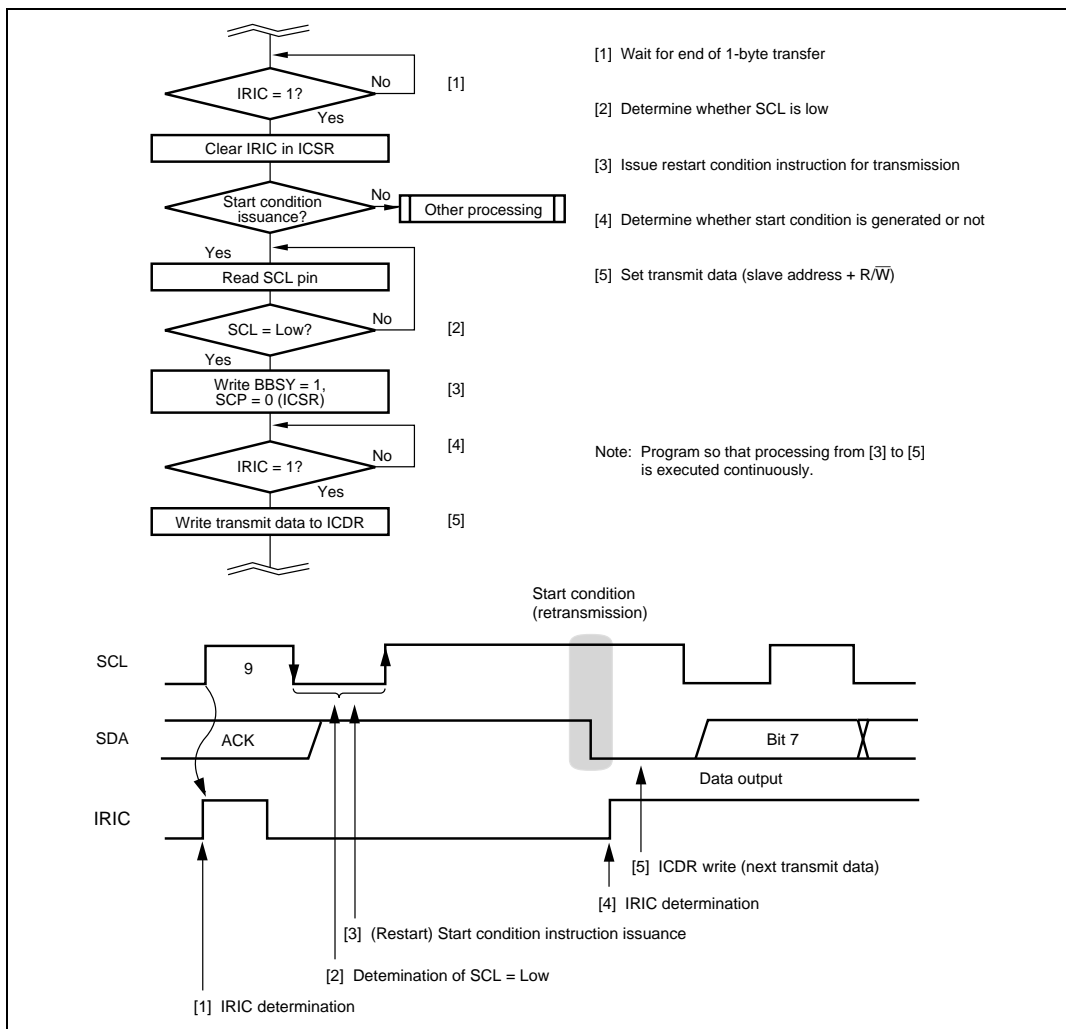 [1] Wait for end of 1-byte transfer
IRIC = 1?
No
[1]
Yes
[2] Determine whether SCL is low
Clear IRIC in ICSR
[3] Issue restart condition instruction for transmission
Start condition
issuance?
No
Other processing
[4] Determine whether start condition is generated or not
Yes
Read SCL pin
[5] Set transmit data (slave address + R/W̅)
SCL = Low?
No
[2]
Yes
Write BBSY = 1,
SCP = 0 (ICSR)
[3]
[4]
IRIC = 1?
No
Note: Program so that processing from [3] to [5]
is executed continuously.
Yes
Write transmit data to ICDR
[5]
Start condition
(retransmission)
SCL
9
SDA
ACK
Bit 7
Data output
IRIC
[5] ICDR write (next transmit data)
[4] IRIC determination
[3] (Restart) Start condition instruction issuance
[2] Detemination of SCL = Low
[1] IRIC determination